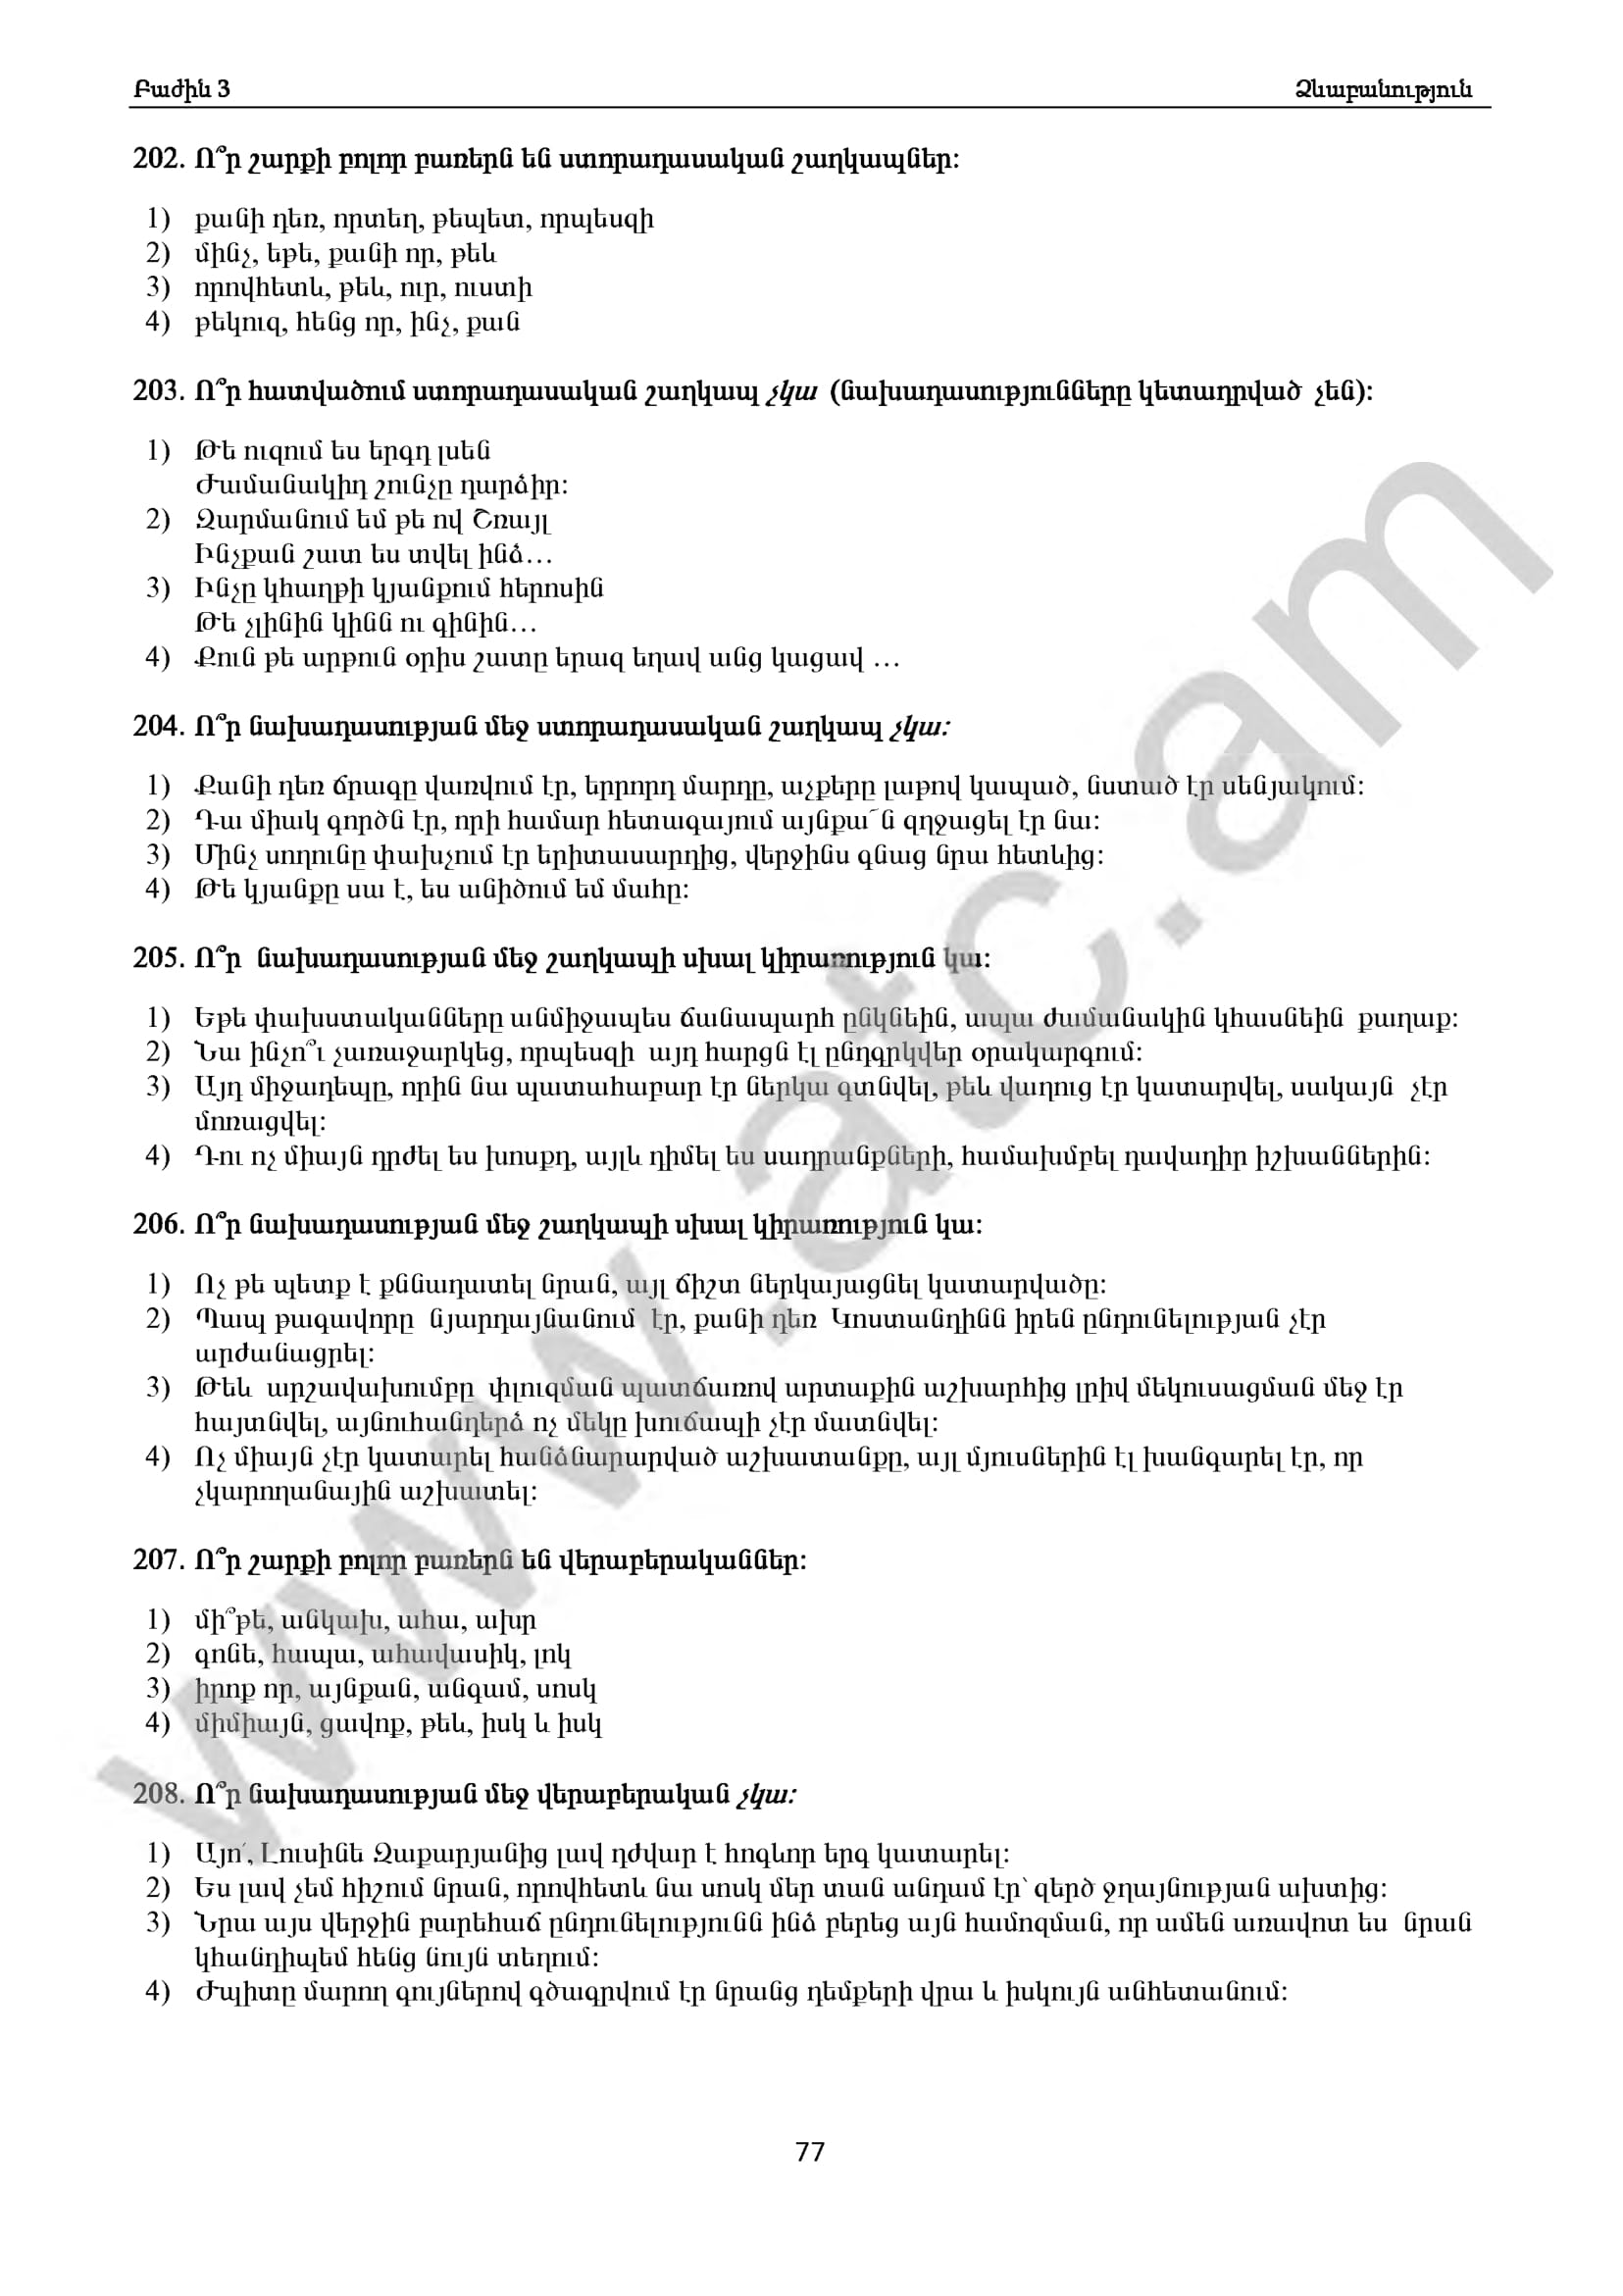 Բաժին 3 Ձևաբանություն
202. Ո՞ր շարքի բոլոր բառերն են ստորադասական շաղկապներ:
1) քանի դեռ, որտեղ, թեպետ, որպեսզի
2) մինչ, եթե, քանի որ, թեև
3) որովհետև, թեև, ուր, ուստի
4) թեկուզ, հենց որ, ինչ, քան
203. Ո՞ր հատվածում ստորադասական շաղկապ չկա (նախադասությունները կետադրված չեն):
1) Թե ուզում ես երգդ լսեն
Ժամանակիդ շունչը դարձիր:
2) Զարմանում եմ թե ով Շռայլ
Ինչքան շատ ես տվել ինձ…
3) Ինչը կհաղթի կյանքում հերոսին
Թե չլինին կինն ու գինին…
4) Քուն թե արթուն օրիս շատը երազ եղավ անց կացավ …
204. Ո՞ր նախադասության մեջ ստորադասական շաղկապ չկա:
1) Քանի դեռ ճրագը վառվում էր, երրորդ մարդը, աչքերը լաթով կապած, նստած էր սենյակում:
2) Դա միակ գործն էր, որի համար հետագայում այնքա՜ն զղջացել էր նա:
3) Մինչ սողունը փախչում էր երիտասարդից, վերջինս գնաց նրա հետևից:
4) Թե կյանքը սա է, ես անիծում եմ մահը:
205. Ո՞ր նախադասության մեջ շաղկապի սխալ կիրառություն կա:
1) Եթե փախստականները անմիջապես ճանապարհ ընկնեին, ապա ժամանակին կհասնեին քաղաք:
2) Նա ինչո՞ւ չառաջարկեց, որպեսզի այդ հարցն էլ ընդգրկվեր օրակարգում:
3) Այդ միջադեպը, որին նա պատահաբար էր ներկա գտնվել, թեև վաղուց էր կատարվել, սակայն չէր
մոռացվել:
4) Դու ոչ միայն դրժել ես խոսքդ, այլև դիմել ես սադրանքների, համախմբել դավադիր իշխաններին:
206. Ո՞ր նախադասության մեջ շաղկապի սխալ կիրառություն կա:
1) Ոչ թե պետք է քննադատել նրան, այլ ճիշտ ներկայացնել կատարվածը:
2) Պապ թագավորը նյարդայնանում էր, քանի դեռ Կոստանդինն իրեն ընդունելության չէր
արժանացրել:
3) Թեև արշավախումբը փլուզման պատճառով արտաքին աշխարհից լրիվ մեկուսացման մեջ էր
հայտնվել, այնուհանդերձ ոչ մեկը խուճապի չէր մատնվել:
4) Ոչ միայն չէր կատարել հանձնարարված աշխատանքը, այլ մյուսներին էլ խանգարել էր, որ
չկարողանային աշխատել:
207. Ո՞ր շարքի բոլոր բառերն են վերաբերականներ:
1) մի՞թե, անկախ, ահա, ախր
2) գոնե, հապա, ահավասիկ, լոկ
3) իրոք որ, այնքան, անգամ, սոսկ
4) միմիայն, ցավոք, թեև, իսկ և իսկ
208. Ո՞ր նախադասության մեջ վերաբերական չկա:
1) Այո՛, Լուսինե Զաքարյանից լավ դժվար է հոգևոր երգ կատարել:
2) Ես լավ չեմ հիշում նրան, որովհետև նա սոսկ մեր տան անդամ էր՝ զերծ ջղայնության ախտից:
3) Նրա այս վերջին բարեհաճ ընդունելությունն ինձ բերեց այն համոզման, որ ամեն առավոտ ես նրան
կհանդիպեմ հենց նույն տեղում:
4) Ժպիտը մարող գույներով գծագրվում էր նրանց դեմքերի վրա և իսկույն անհետանում:
www.atc.am
77